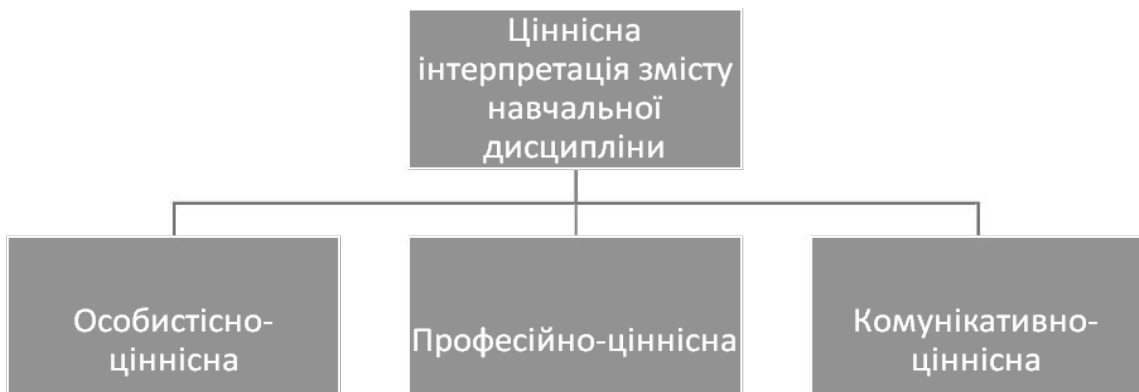 Ціннісна
інтерпретація змісту
навчальної
дисципліни
Особистісно-
ціннісна
Професійно-ціннісна
Комунікативно-
ціннісна